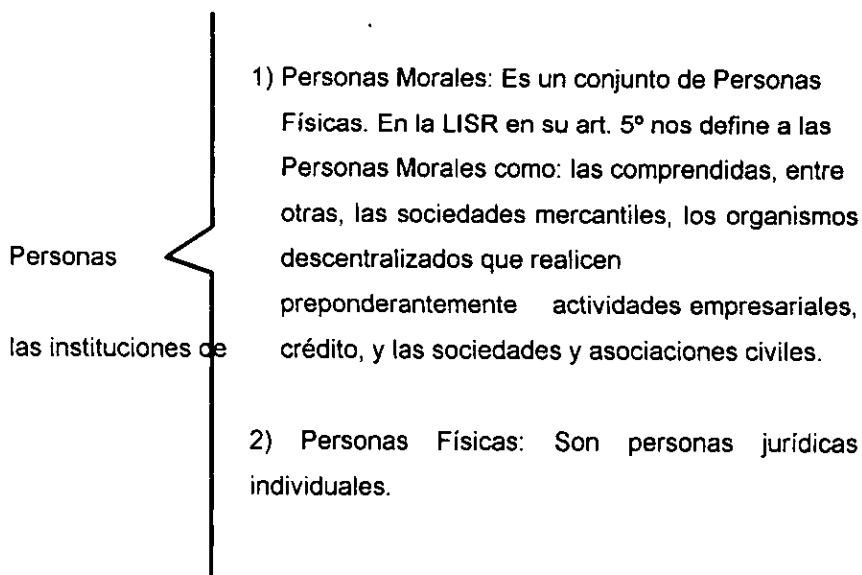 1) Personas Morales: Es un conjunto de Personas
Físicas. En la LISR en su art. 5º nos define a las
Personas Morales como: las comprendidas, entre
otras, las sociedades mercantiles, los organismos
Personas descentralizados que realicen
preponderantemente actividades empresariales,
las instituciones de crédito, y las sociedades y asociaciones civiles.
2) Personas Físicas: Son personas jurídicas
individuales.